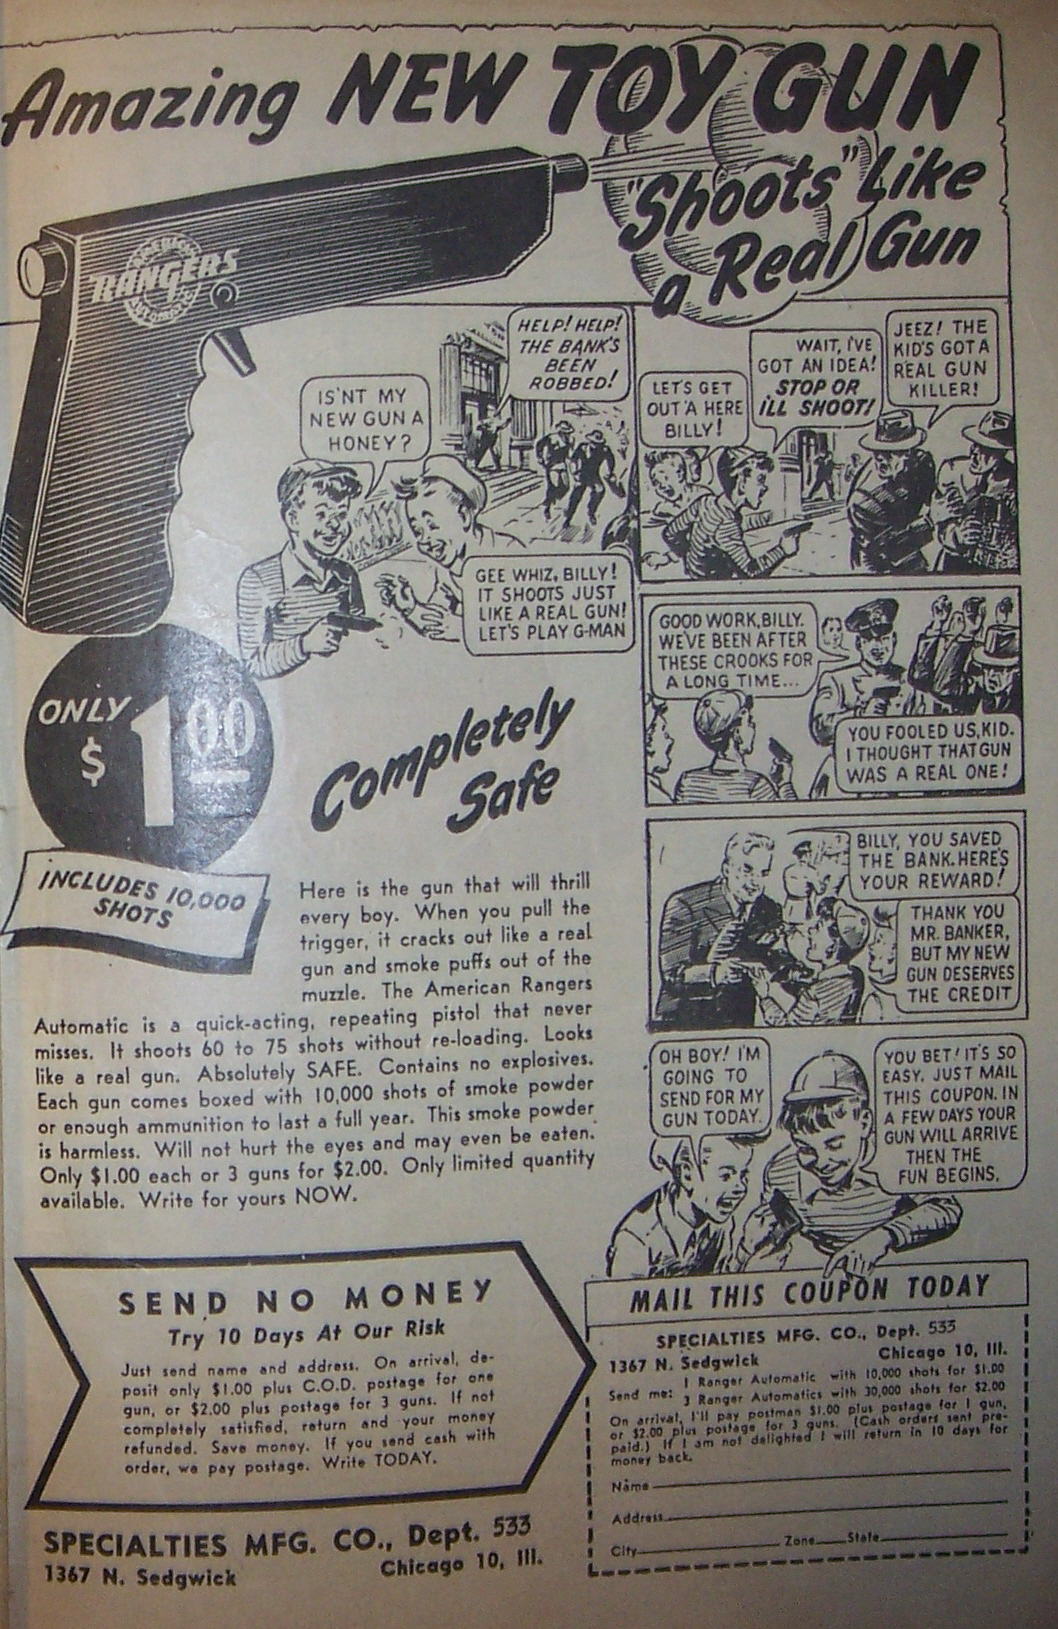 Amazing NEW TOY GUN
"Shoots" Like
a Real Gun
AMERICAN
RANGERS
AUTOMATIC
IS'NT MY
NEW GUN A
HONEY?
HELP! HELP!
THE BANK'S
BEEN
ROBBED!
GEE WHIZ, BILLY!
IT SHOOTS JUST
LIKE A REAL GUN!
LET'S PLAY G-MAN
LET'S GET
OUT'A HERE
BILLY!
WAIT, I'VE
GOT AN IDEA!
STOP OR
ILL SHOOT!
JEEZ! THE
KID'S GOT A
REAL GUN
KILLER!
GOOD WORK, BILLY.
WE'VE BEEN AFTER
THESE CROOKS FOR
A LONG TIME...
YOU FOOLED US, KID.
I THOUGHT THAT GUN
WAS A REAL ONE!
BILLY, YOU SAVED
THE BANK. HERE'S
YOUR REWARD!
THANK YOU
MR. BANKER,
BUT MY NEW
GUN DESERVES
THE CREDIT
OH BOY! I'M
GOING TO
SEND FOR MY
GUN TODAY.
YOU BET! IT'S SO
EASY. JUST MAIL
THIS COUPON. IN
A FEW DAYS YOUR
GUN WILL ARRIVE
THEN THE
FUN BEGINS.
ONLY
$1.00
INCLUDES 10,000
SHOTS
Completely
Safe
Here is the gun that will thrill
every boy. When you pull the
trigger, it cracks out like a real
gun and smoke puffs out of the
muzzle. The American Rangers
Automatic is a quick-acting, repeating pistol that never
misses. It shoots 60 to 75 shots without re-loading. Looks
like a real gun. Absolutely SAFE. Contains no explosives.
Each gun comes boxed with 10,000 shots of smoke powder
or enough ammunition to last a full year. This smoke powder
is harmless. Will not hurt the eyes and may even be eaten.
Only $1.00 each or 3 guns for $2.00. Only limited quantity
available. Write for yours NOW.
SEND NO MONEY
Try 10 Days At Our Risk
Just send name and address. On arrival, de-
posit only $1.00 plus C.O.D. postage for one
gun, or $2.00 plus postage for 3 guns. If not
completely satisfied, return and your money
refunded. Save money. If you send cash with
order, we pay postage. Write TODAY.
SPECIALTIES MFG. CO., Dept. 533
1367 N. Sedgwick Chicago 10, Ill.
MAIL THIS COUPON TODAY
SPECIALTIES MFG. CO., Dept. 533
1367 N. Sedgwick Chicago 10, Ill.
Send me: 1 Ranger Automatic with 10,000 shots for $1.00
3 Ranger Automatics with 30,000 shots for $2.00
On arrival, I'll pay postman $1.00 plus postage for 1 gun,
or $2.00 plus postage for 3 guns. (Cash orders sent pre-
paid.) If I am not delighted I will return in 10 days for
money back.
Name
Address
City Zone State